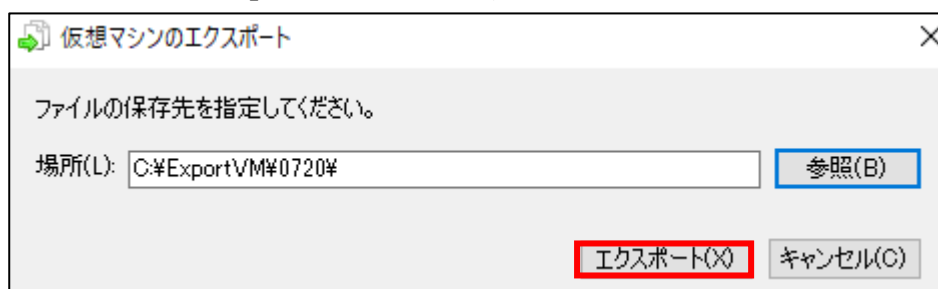 仮想マシンのエクスポート
ファイルの保存先を指定してください。
場所(L): C:¥ExportVM¥0720¥ 参照(B)
エクスポート(X) キャンセル(C)